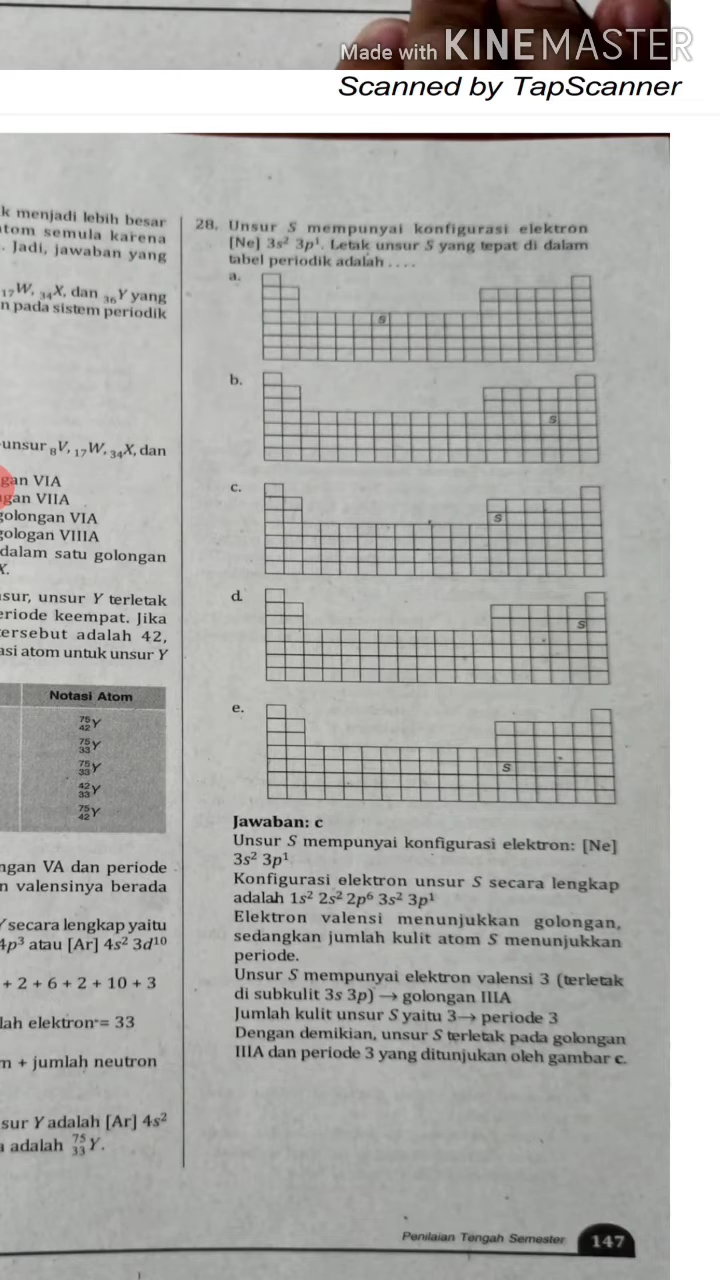 Made with KINEMASTER
Scanned by TapScanner
k menjadi lebih besar
tom semula karena
. Jadi, jawaban yang
₁₇W, ₃₄X, dan ₃₆Y yang
n pada sistem periodik
unsur ₈V, ₁₇W, ₃₄X, dan
gan VIA
gan VIIA
golongan VIA
gologan VIIIA
dalam satu golongan
X.
sur, unsur Y terletak
eriode keempat. Jika
tersebut adalah 42,
asi atom untuk unsur Y
Notasi Atom
⁷⁵₄₂Y
⁷⁵₃₃Y
⁷⁵₃₃Y
⁴²₃₃Y
⁷⁵₄₂Y
ngan VA dan periode
n valensinya berada
Y secara lengkap yaitu
4p³ atau [Ar] 4s² 3d¹⁰
+ 2 + 6 + 2 + 10 + 3
lah elektron = 33
m + jumlah neutron
sur Y adalah [Ar] 4s²
a adalah ⁷⁵₃₃Y.
28. Unsur S mempunyai konfigurasi elektron
[Ne] 3s² 3p¹. Letak unsur S yang tepat di dalam
tabel periodik adalah . . . .
a.
S
b.
S
c.
S
d.
S
e.
S
Jawaban: c
Unsur S mempunyai konfigurasi elektron: [Ne]
3s² 3p¹
Konfigurasi elektron unsur S secara lengkap
adalah 1s² 2s² 2p⁶ 3s² 3p¹
Elektron valensi menunjukkan golongan,
sedangkan jumlah kulit atom S menunjukkan
periode.
Unsur S mempunyai elektron valensi 3 (terletak
di subkulit 3s 3p) → golongan IIIA
Jumlah kulit unsur S yaitu 3→ periode 3
Dengan demikian, unsur S terletak pada golongan
IIIA dan periode 3 yang ditunjukan oleh gambar c.
Penilaian Tengah Semester 147